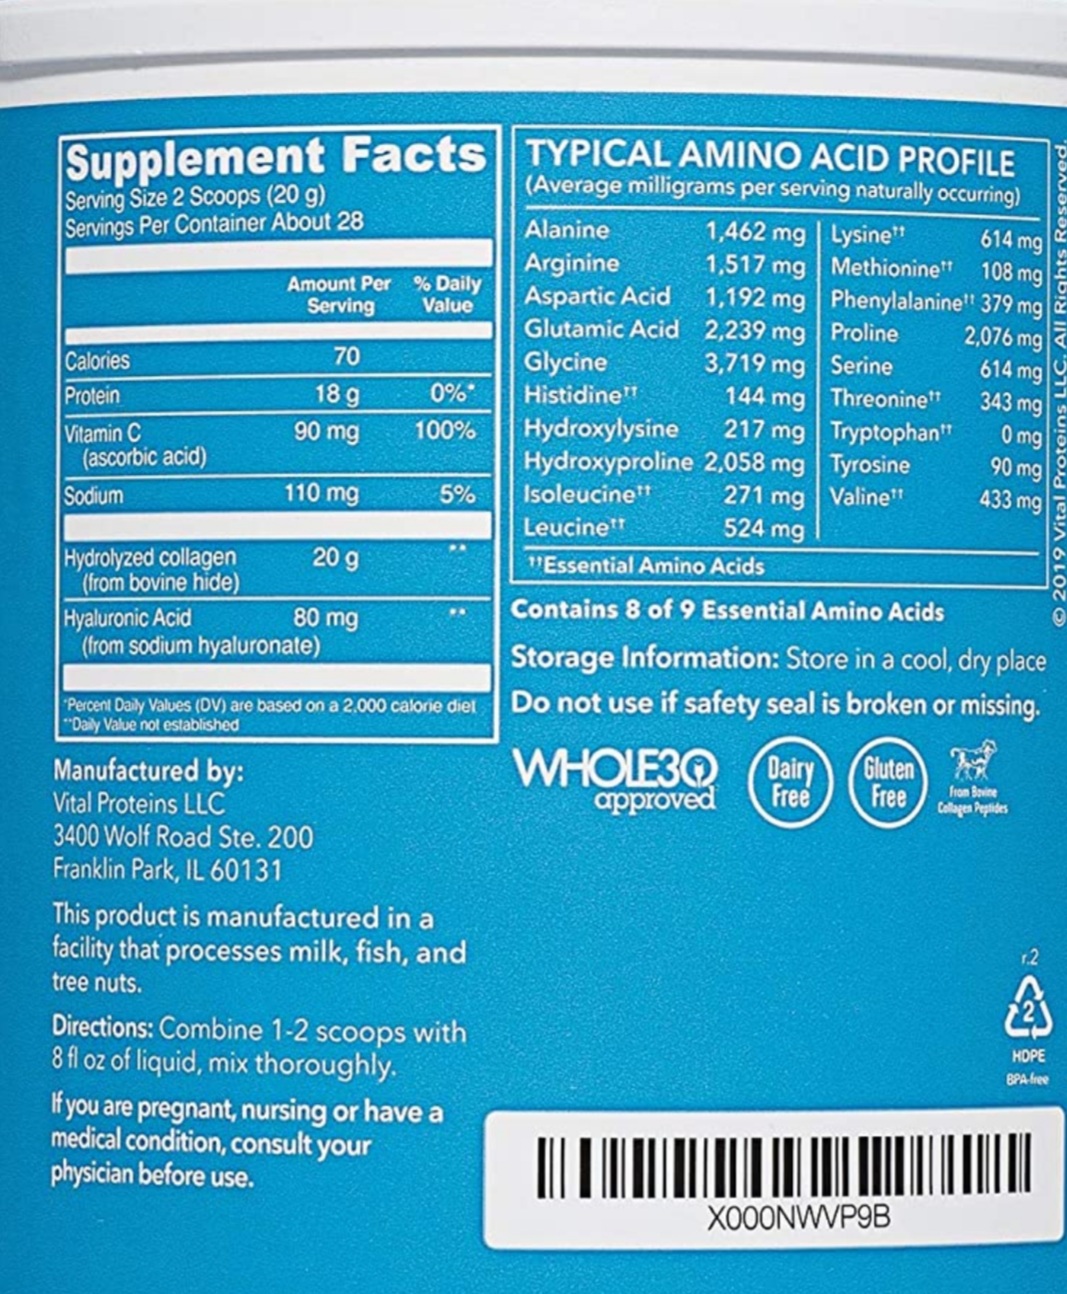 Supplement Facts
Serving Size 2 Scoops (20 g)
Servings Per Container About 28
Amount Per Serving % Daily Value
Calories 70
Protein 18 g 0%*
Vitamin C 90 mg 100%
(ascorbic acid)
Sodium 110 mg 5%
Hydrolyzed collagen 20 g **
(from bovine hide)
Hyaluronic Acid 80 mg **
(from sodium hyaluronate)
*Percent Daily Values (DV) are based on a 2,000 calorie diet
**Daily Value not established
Manufactured by:
Vital Proteins LLC
3400 Wolf Road Ste. 200
Franklin Park, IL 60131
This product is manufactured in a
facility that processes milk, fish, and
tree nuts.
Directions: Combine 1-2 scoops with
8 fl oz of liquid, mix thoroughly.
If you are pregnant, nursing or have a
medical condition, consult your
physician before use.
TYPICAL AMINO ACID PROFILE
(Average milligrams per serving naturally occurring)
Alanine 1,462 mg
Arginine 1,517 mg
Aspartic Acid 1,192 mg
Glutamic Acid 2,239 mg
Glycine 3,719 mg
Histidine†† 144 mg
Hydroxylysine 217 mg
Hydroxyproline 2,058 mg
Isoleucine†† 271 mg
Leucine†† 524 mg
Lysine†† 614 mg
Methionine†† 108 mg
Phenylalanine†† 379 mg
Proline 2,076 mg
Serine 614 mg
Threonine†† 343 mg
Tryptophan†† 0 mg
Tyrosine 90 mg
Valine†† 433 mg
††Essential Amino Acids
Contains 8 of 9 Essential Amino Acids
Storage Information: Store in a cool, dry place
Do not use if safety seal is broken or missing.
WHOLE30
approved
Dairy
Free
Gluten
Free
From Bovine
Collagen Peptides
© 2019 Vital Proteins LLC. All Rights Reserved.
r.2
2
HDPE
BPA-free
X000NWVP9B